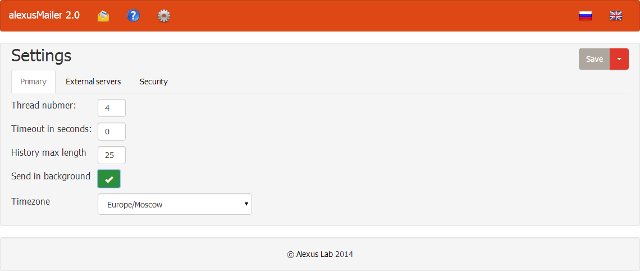 alexusMailer 2.0
Settings
Save
Primary External servers Security
Thread nubmer: 4
Timeout in seconds: 0
History max length 25
Send in background
Timezone Europe/Moscow
© Alexus Lab 2014